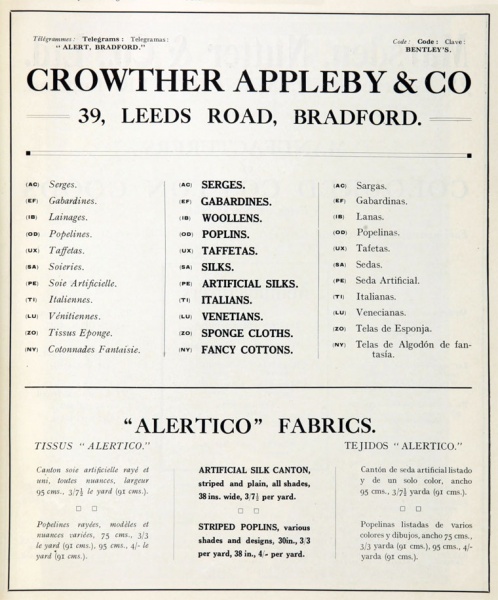 Télégrammes: Telegrams: Telegramas:
"ALERT, BRADFORD."
Code: Code: Clave:
BENTLEY'S.
CROWTHER APPLEBY & CO
39, LEEDS ROAD, BRADFORD.
(AC) Serges.
(EF) Gabardines.
(IB) Lainages.
(OD) Popelines.
(UX) Taffetas.
(SA) Soieries.
(PE) Soie Artificielle.
(TI) Italiennes.
(LU) Vénitiennes.
(ZO) Tissus Eponge.
(NY) Cotonnades Fantaisie.
(AC) SERGES.
(EF) GABARDINES.
(IB) WOOLLENS.
(OD) POPLINS.
(UX) TAFFETAS.
(SA) SILKS.
(PE) ARTIFICIAL SILKS.
(TI) ITALIANS.
(LU) VENETIANS.
(ZO) SPONGE CLOTHS.
(NY) FANCY COTTONS.
(AC) Sargas.
(EF) Gabardinas.
(IB) Lanas.
(OD) Popelinas.
(UX) Tafetas.
(SA) Sedas.
(PE) Seda Artificial.
(TI) Italianas.
(LU) Venecianas.
(ZO) Telas de Esponja.
(NY) Telas de Algodón de fan-
tasía.
"ALERTICO" FABRICS.
TISSUS "ALERTICO."
TEJIDOS "ALERTICO."
Canton soie artificielle rayé et
uni, toutes nuances, largeur
95 cms., 3/7½ le yard (91 cms.).
Popelines rayées, modèles et
nuances variées, 75 cms., 3/3
le yard (91 cms.), 95 cms., 4/- le
yard (91 cms.).
ARTIFICIAL SILK CANTON,
striped and plain, all shades,
38 ins. wide, 3/7½ per yard.
STRIPED POPLINS, various
shades and designs, 30in., 3/3
per yard, 38 in., 4/- per yard.
Cantón de seda artificial listado
y de un solo color, ancho
95 cms., 3/7½ yarda (91 cms.).
Popelinas listadas de varios
colores y dibujos, ancho 75 cms.,
3/3 yarda (91 cms.), 95 cms., 4/-
yarda (91 cms.).